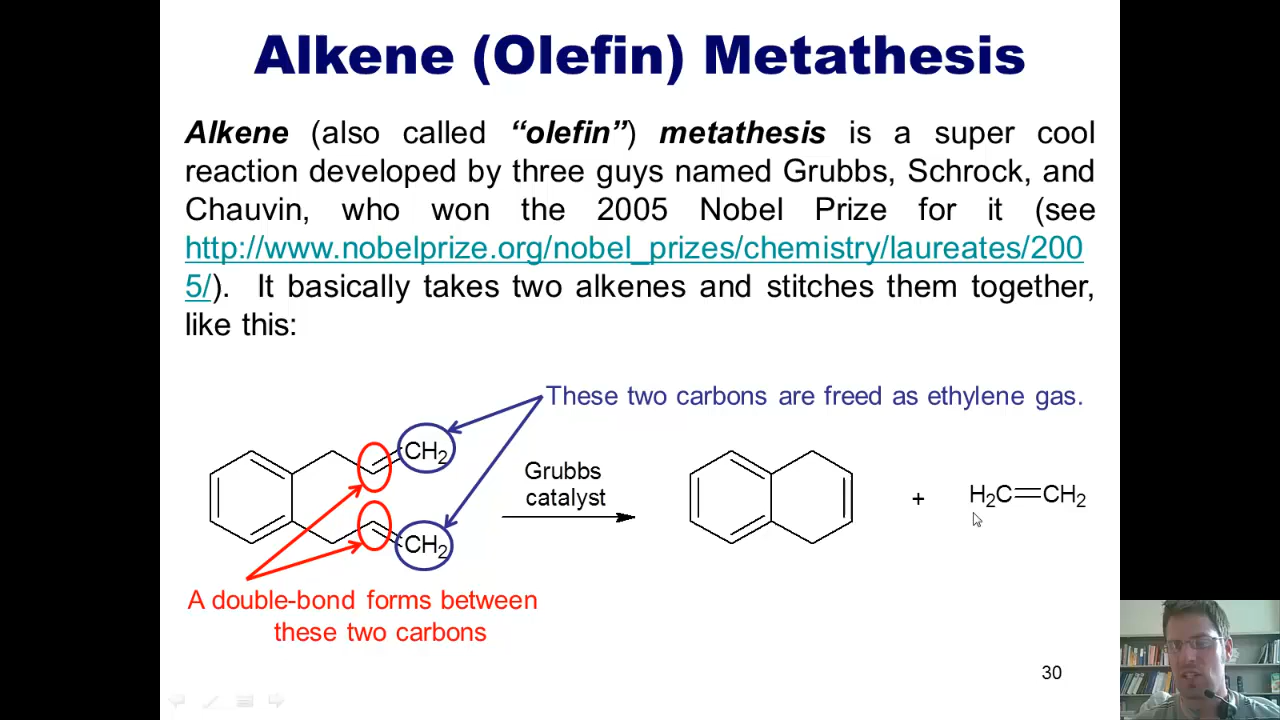 Alkene (Olefin) Metathesis
Alkene (also called “olefin”) metathesis is a super cool
reaction developed by three guys named Grubbs, Schrock, and
Chauvin, who won the 2005 Nobel Prize for it (see
http://www.nobelprize.org/nobel_prizes/chemistry/laureates/200
5/). It basically takes two alkenes and stitches them together,
like this:
These two carbons are freed as ethylene gas.
CH2
Grubbs
catalyst
+
H2C CH2
CH2
A double-bond forms between
these two carbons
30